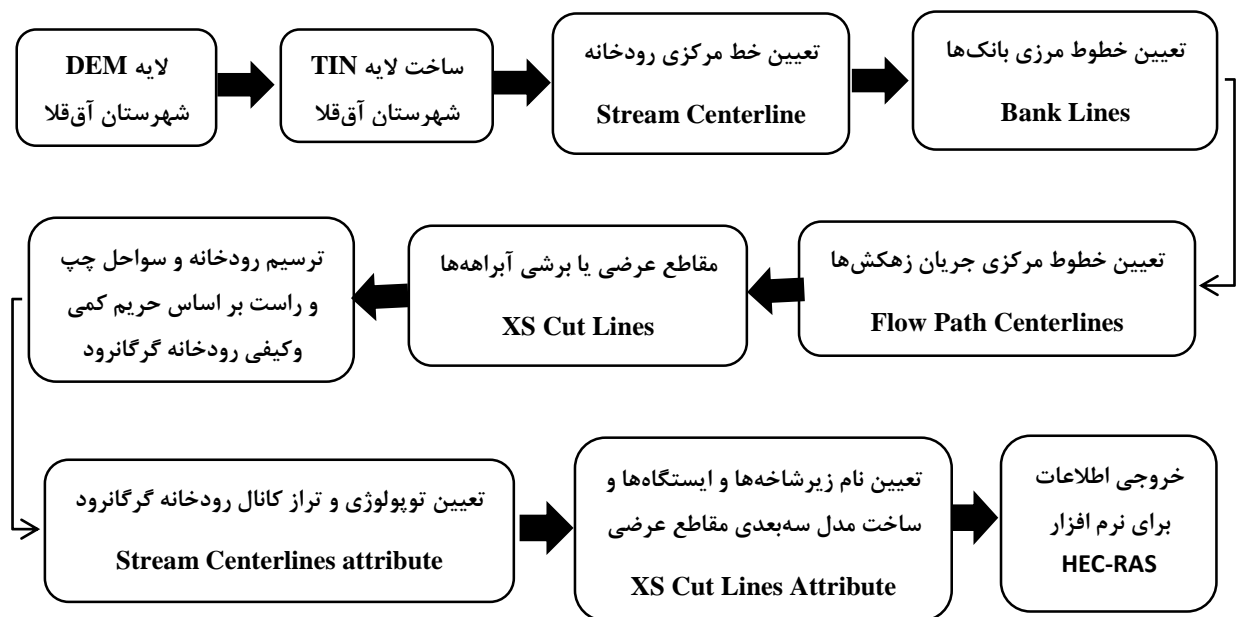 لایه DEM
شهرستان آق‌قلا
ساخت لایه TIN
شهرستان آق‌قلا
تعیین خط مرکزی رودخانه
Stream Centerline
تعیین خطوط مرزی بانک‌ها
Bank Lines
تعیین خطوط مرکزی جریان زهکش‌ها
Flow Path Centerlines
مقاطع عرضی یا برشی آبراهه‌ها
XS Cut Lines
ترسیم رودخانه و سواحل چپ
و راست بر اساس حریم کمی
وکیفی رودخانه گرگانرود
تعیین توپولوژی و تراز کانال رودخانه گرگانرود
Stream Centerlines attribute
تعیین نام زیرشاخه‌ها و ایستگاه‌ها و
ساخت مدل سه‌بعدی مقاطع عرضی
XS Cut Lines Attribute
خروجی اطلاعات
برای نرم افزار
HEC-RAS